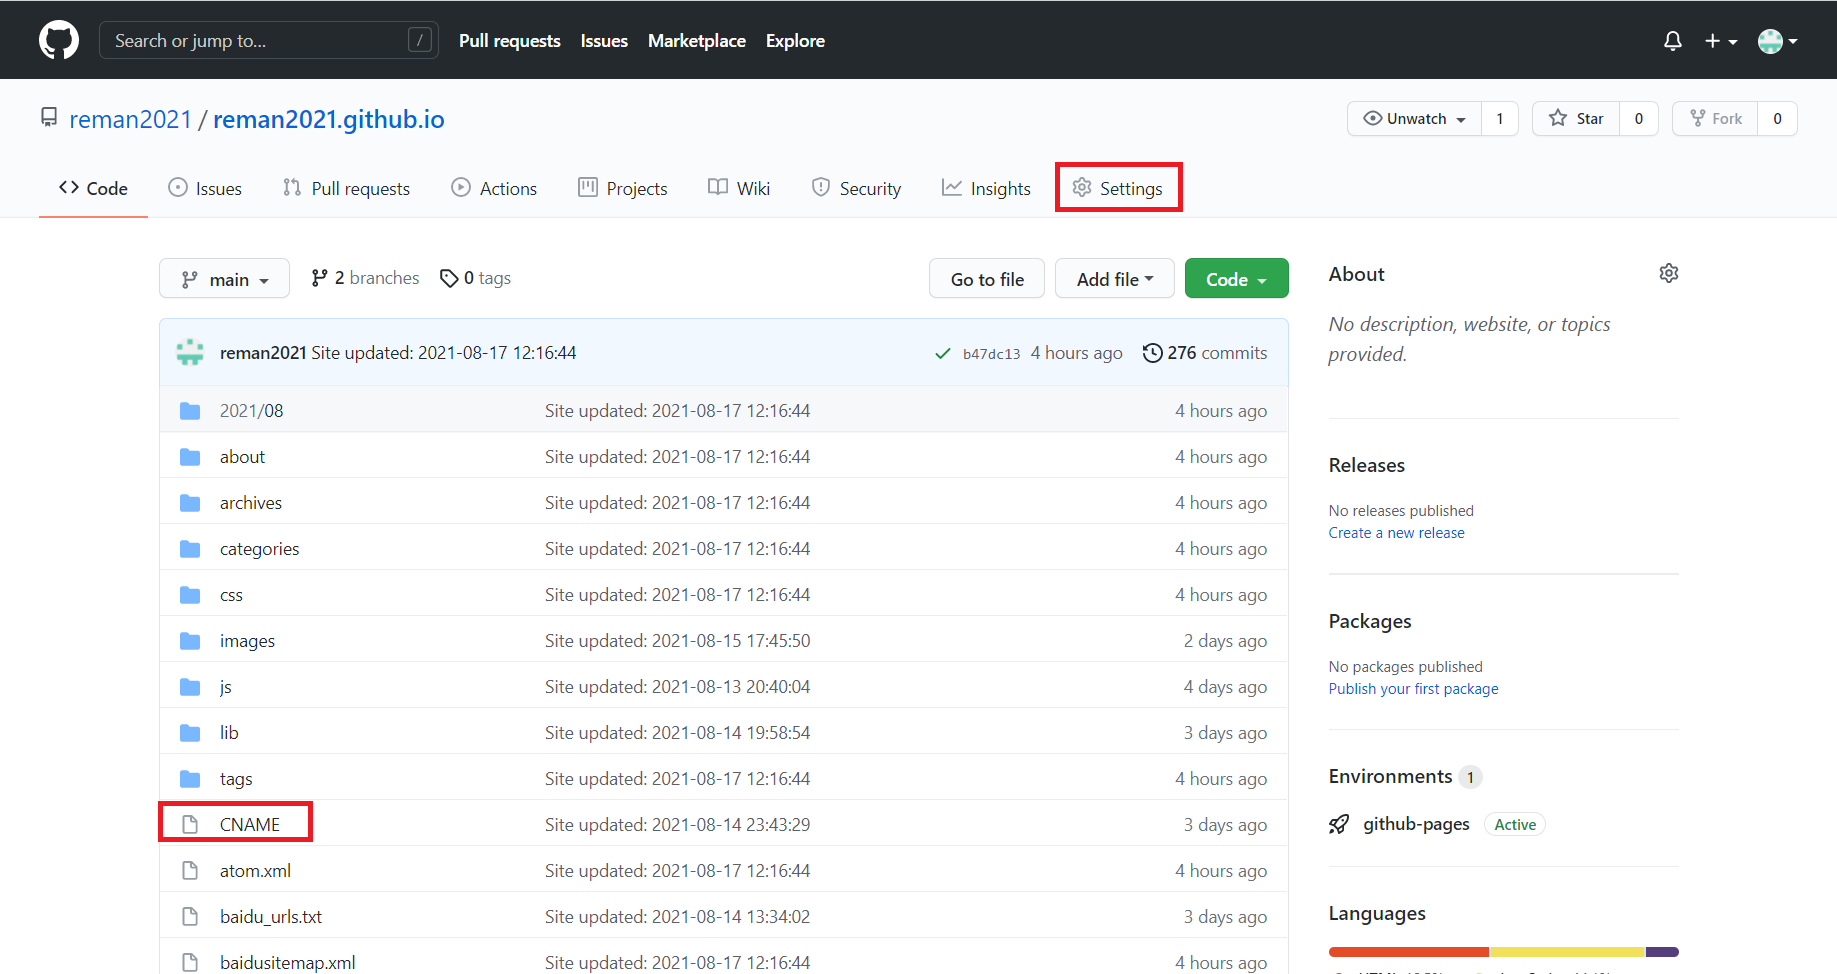 Search or jump to... /
Pull requests Issues Marketplace Explore
reman2021 / reman2021.github.io
Unwatch 1 Star 0 Fork 0
Code Issues Pull requests Actions Projects Wiki Security Insights Settings
main 2 branches 0 tags
Go to file Add file Code
reman2021 Site updated: 2021-08-17 12:16:44 b47dc13 4 hours ago 276 commits
2021/08 Site updated: 2021-08-17 12:16:44 4 hours ago
about Site updated: 2021-08-17 12:16:44 4 hours ago
archives Site updated: 2021-08-17 12:16:44 4 hours ago
categories Site updated: 2021-08-17 12:16:44 4 hours ago
css Site updated: 2021-08-17 12:16:44 4 hours ago
images Site updated: 2021-08-15 17:45:50 2 days ago
js Site updated: 2021-08-13 20:40:04 4 days ago
lib Site updated: 2021-08-14 19:58:54 3 days ago
tags Site updated: 2021-08-17 12:16:44 4 hours ago
CNAME Site updated: 2021-08-14 23:43:29 3 days ago
atom.xml Site updated: 2021-08-17 12:16:44 4 hours ago
baidu_urls.txt Site updated: 2021-08-14 13:34:02 3 days ago
baidusitemap.xml Site updated: 2021-08-17 12:16:44 4 hours ago
About
No description, website, or topics
provided.
Releases
No releases published
Create a new release
Packages
No packages published
Publish your first package
Environments 1
github-pages Active
Languages